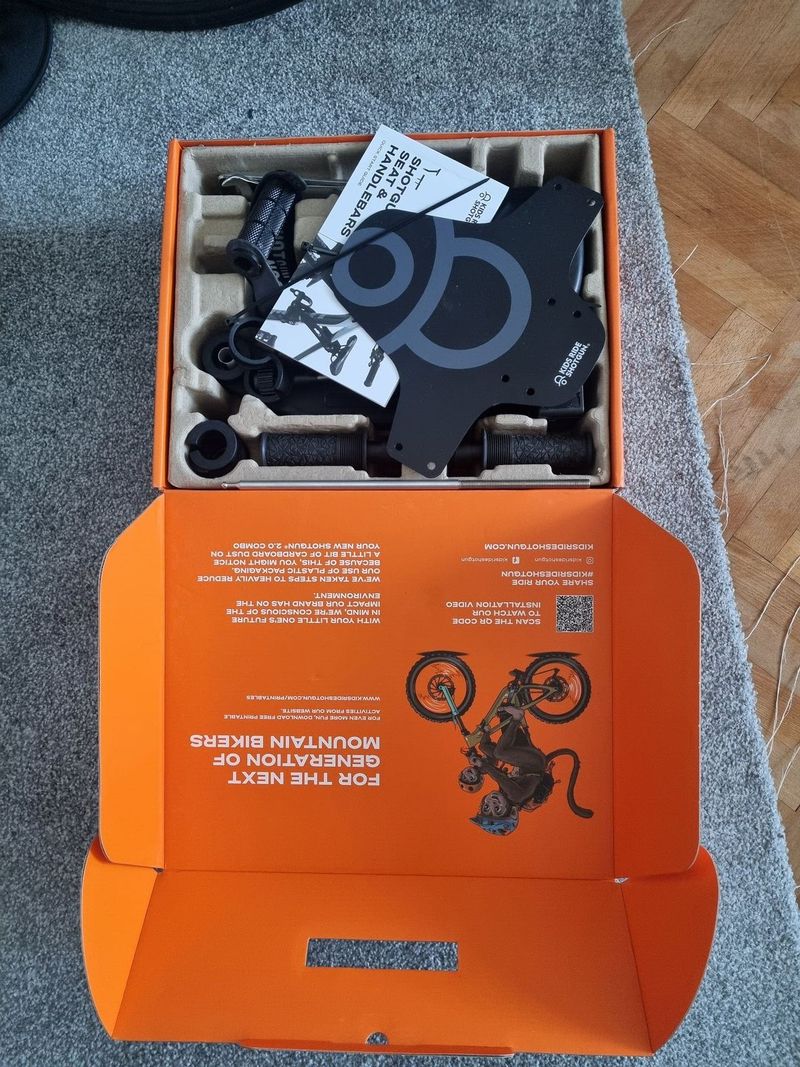 SHOTGUN
SEAT &
HANDLEBARS
QUICK START GUIDE
KIDS RIDE
SHOTGUN
KIDS RIDE
SHOTGUN
FOR THE NEXT
GENERATION OF
MOUNTAIN BIKERS
FOR EVEN MORE FUN, DOWNLOAD FREE PRINTABLE
ACTIVITIES FROM OUR WEBSITE.
WWW.KIDSRIDESHOTGUN.COM/PRINTABLES
WITH YOUR LITTLE ONE'S FUTURE
IN MIND, WE'RE CONSCIOUS OF THE
IMPACT OUR BRAND HAS ON THE
ENVIRONMENT.
WE'VE TAKEN STEPS TO HEAVILY REDUCE
OUR USE OF PLASTIC PACKAGING.
BECAUSE OF THIS, YOU MIGHT NOTICE
A LITTLE BIT OF CARDBOARD DUST ON
YOUR NEW SHOTGUN® 2.0 COMBO
SCAN THE QR CODE
TO WATCH OUR
INSTALLATION VIDEO
SHARE YOUR RIDE
#KIDSRIDESHOTGUN
kidsrideshotgun
kidsrideshotgun
KIDSRIDESHOTGUN.COM